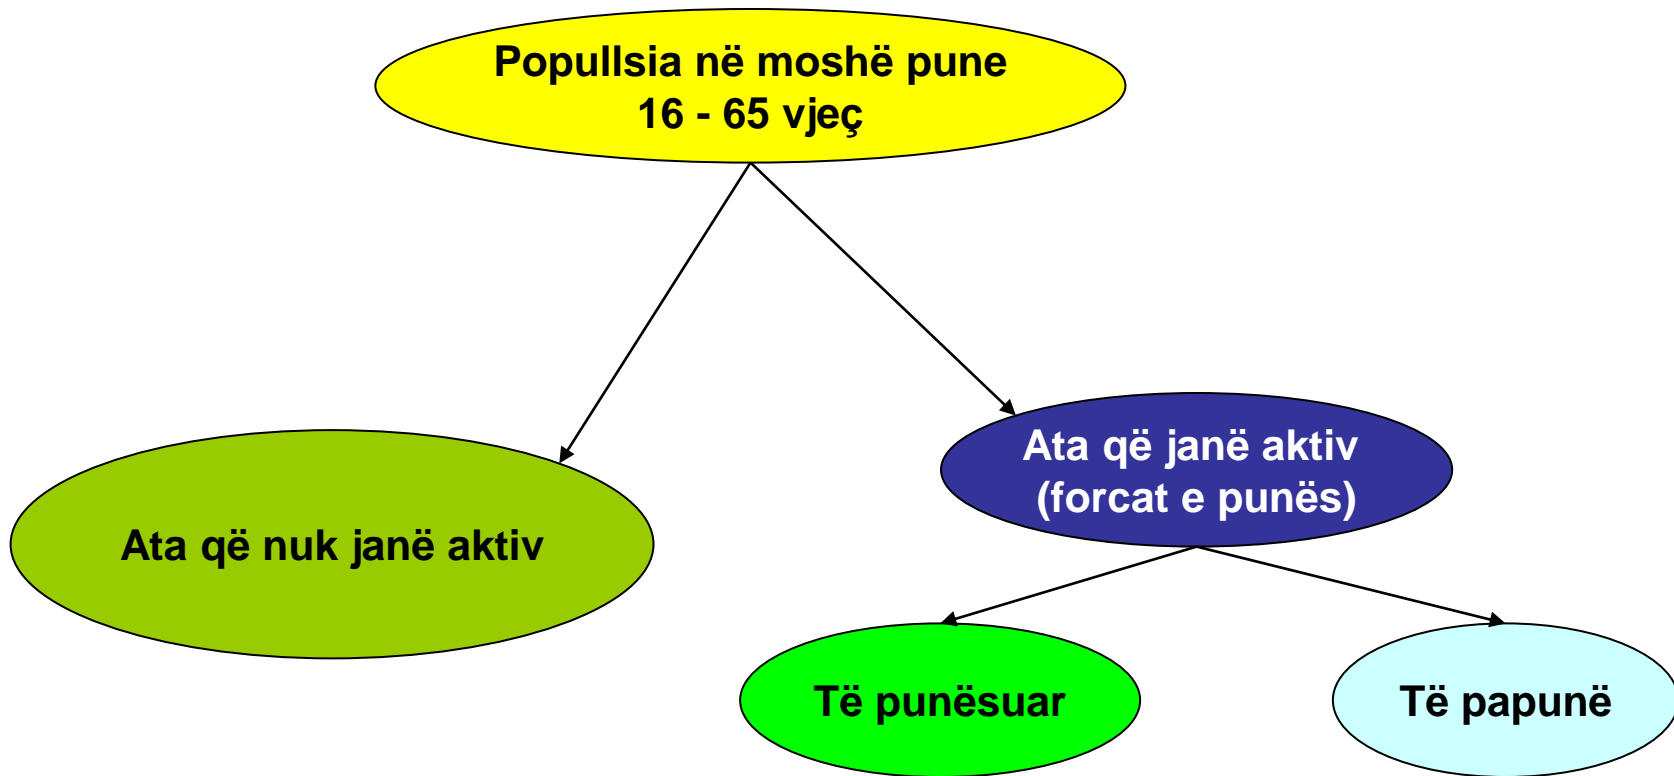 Popullsia në moshë pune
16 - 65 vjeç
Ata që janë aktiv
(forcat e punës)
Ata që nuk janë aktiv
Të punësuar
Të papunë